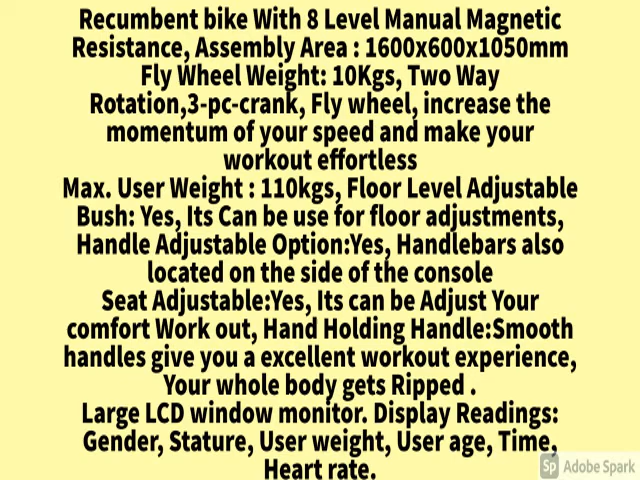 Recumbent bike With 8 Level Manual Magnetic
Resistance, Assembly Area : 1600x600x1050mm
Fly Wheel Weight: 10Kgs, Two Way
Rotation,3-pc-crank, Fly wheel, increase the
momentum of your speed and make your
workout effortless
Max. User Weight : 110kgs, Floor Level Adjustable
Bush: Yes, Its Can be use for floor adjustments,
Handle Adjustable Option:Yes, Handlebars also
located on the side of the console
Seat Adjustable:Yes, Its can be Adjust Your
comfort Work out, Hand Holding Handle:Smooth
handles give you a excellent workout experience,
Your whole body gets Ripped .
Large LCD window monitor. Display Readings:
Gender, Stature, User weight, User age, Time,
Heart rate.
Sp Adobe Spark